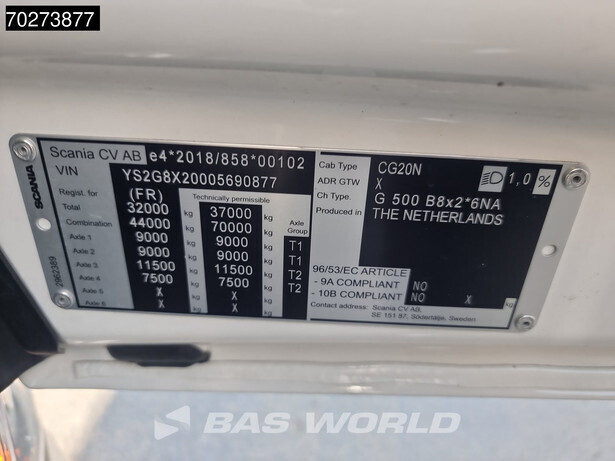 70273877
Scania CV AB e4*2018/858*00102
VIN YS2G8X20005690877
SCANIA
2962389
Regist. for (FR) Technically permissible
32000 kg 37000 kg
Combination 44000 kg 70000 kg Axle Group
Axle 1 9000 kg 9000 kg T1
Axle 2 9000 kg 9000 kg T1
Axle 3 11500 kg 11500 kg T2
Axle 4 7500 kg 7500 kg T2
Axle 5 X kg X kg
Axle 6 X kg X kg
Cab Type CG20N 1,0 %
ADR GTW X
Ch Type. G 500 B8x2*6NA
Produced in THE NETHERLANDS
96/53/EC ARTICLE
- 9A COMPLIANT NO
- 10B COMPLIANT NO X
Contact address: Scania CV AB,
SE 151 87, Södertälje, Sweden
BAS WORLD